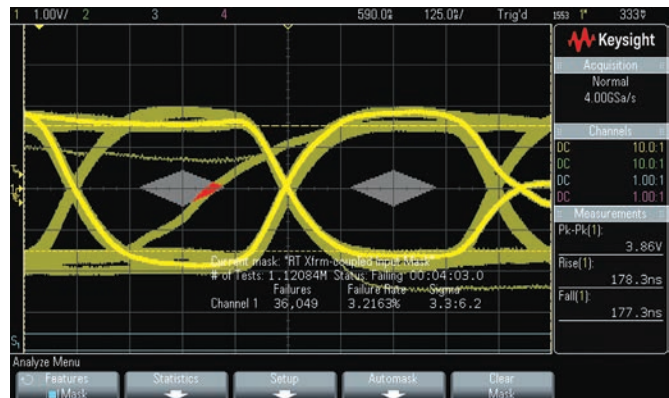 1 1.00V/ 2 3 4 590.0 125.0 / Trig'd 1553 1 333
Keysight
Acquisition
Normal
4.00GSa/s
Channels
DC 10.0:1
DC 10.0:1
DC 1.00:1
DC 1.00:1
Measurements
Pk-Pk(1):
3.86V
Rise(1):
178.3ns
Fall(1):
177.3ns
Current mask: "RT Xfrm-coupled Input Mask"
# of Tests: 1.12084M Status: Failing 00:04:03.0
Failures Failure Rate Sigma
Channel 1 36,049 3.2163% 3.3:6.2
S1
Analyze Menu
Features Statistics Setup Automask Clear
Mask Mask